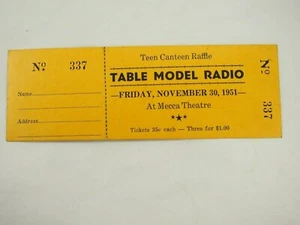 No 337
Name
Address
Teen Canteen Raffle
TABLE MODEL RADIO
—FRIDAY, NOVEMBER 30, 1951—
At Mecca Theatre
★★★
Tickets 35c each — Three for $1.00
No 337